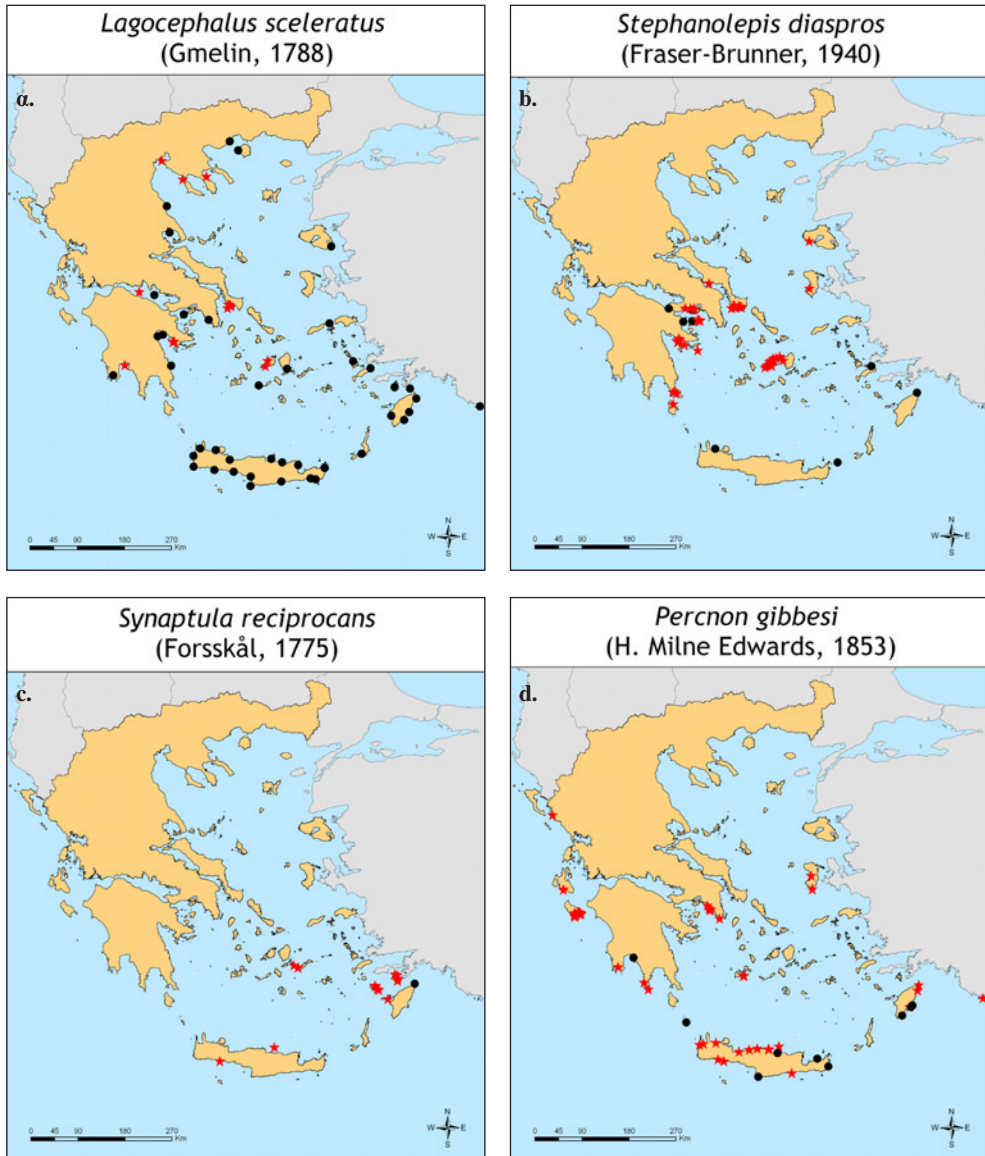 Lagocephalus sceleratus
(Gmelin, 1788)
α.
N
W E
S
0 45 90 180 270
Km
Stephanolepis diaspros
(Fraser-Brunner, 1940)
b.
N
W E
S
0 45 90 180 270
Km
Synaptula reciprocans
(Forsskål, 1775)
c.
N
W E
S
0 45 90 180 270
Km
Percnon gibbesi
(H. Milne Edwards, 1853)
d.
N
W E
S
0 45 90 180 270
Km